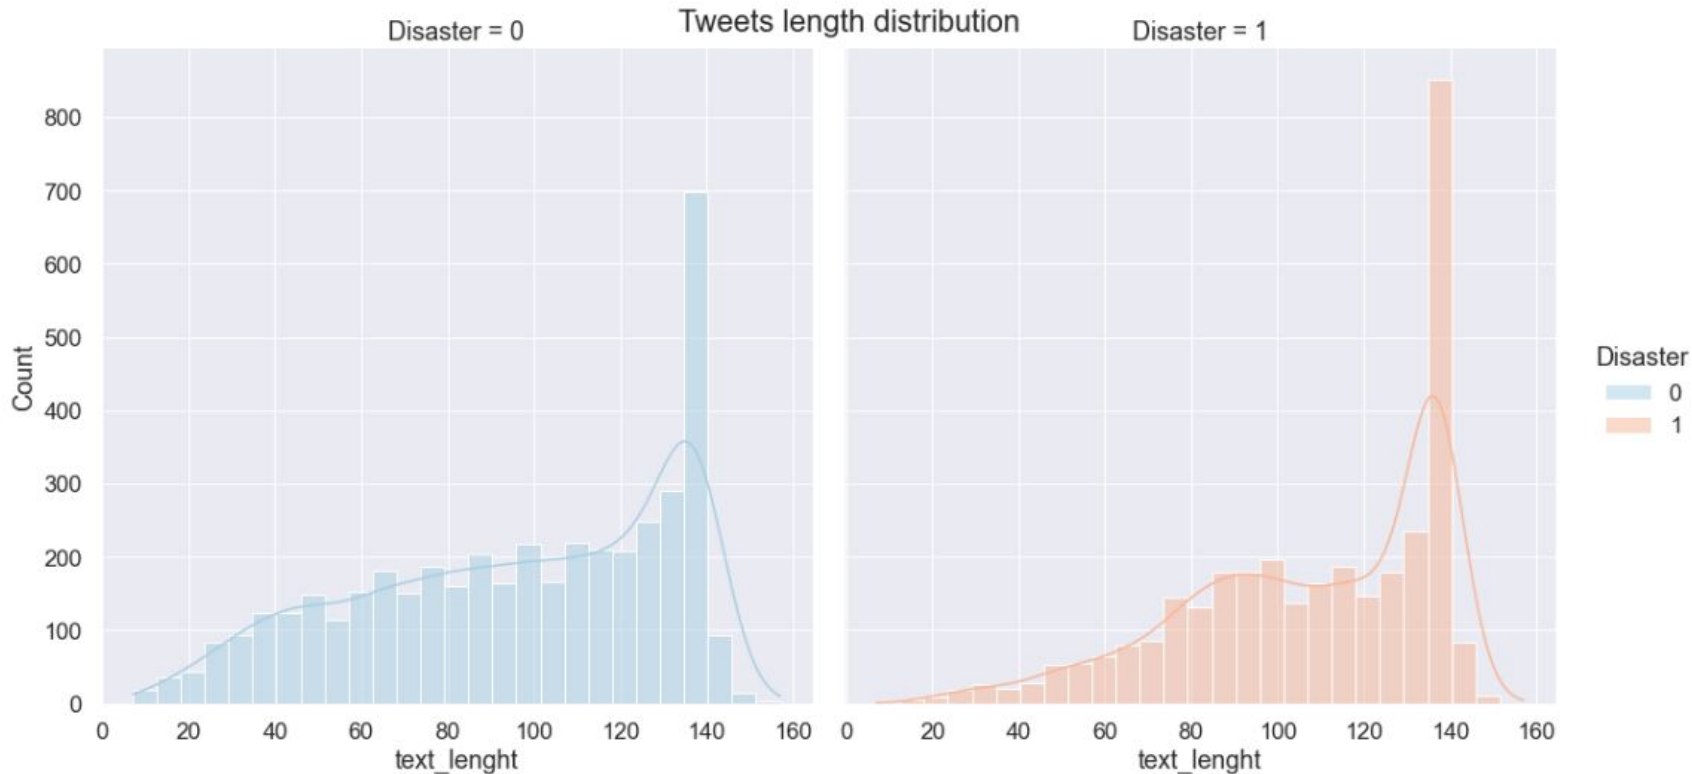 Tweets length distribution
Disaster = 0
Disaster = 1
800
700
600
500
400
300
200
100
0
Count
0 20 40 60 80 100 120 140 160
text_lenght
0 20 40 60 80 100 120 140 160
text_lenght
Disaster
0
1